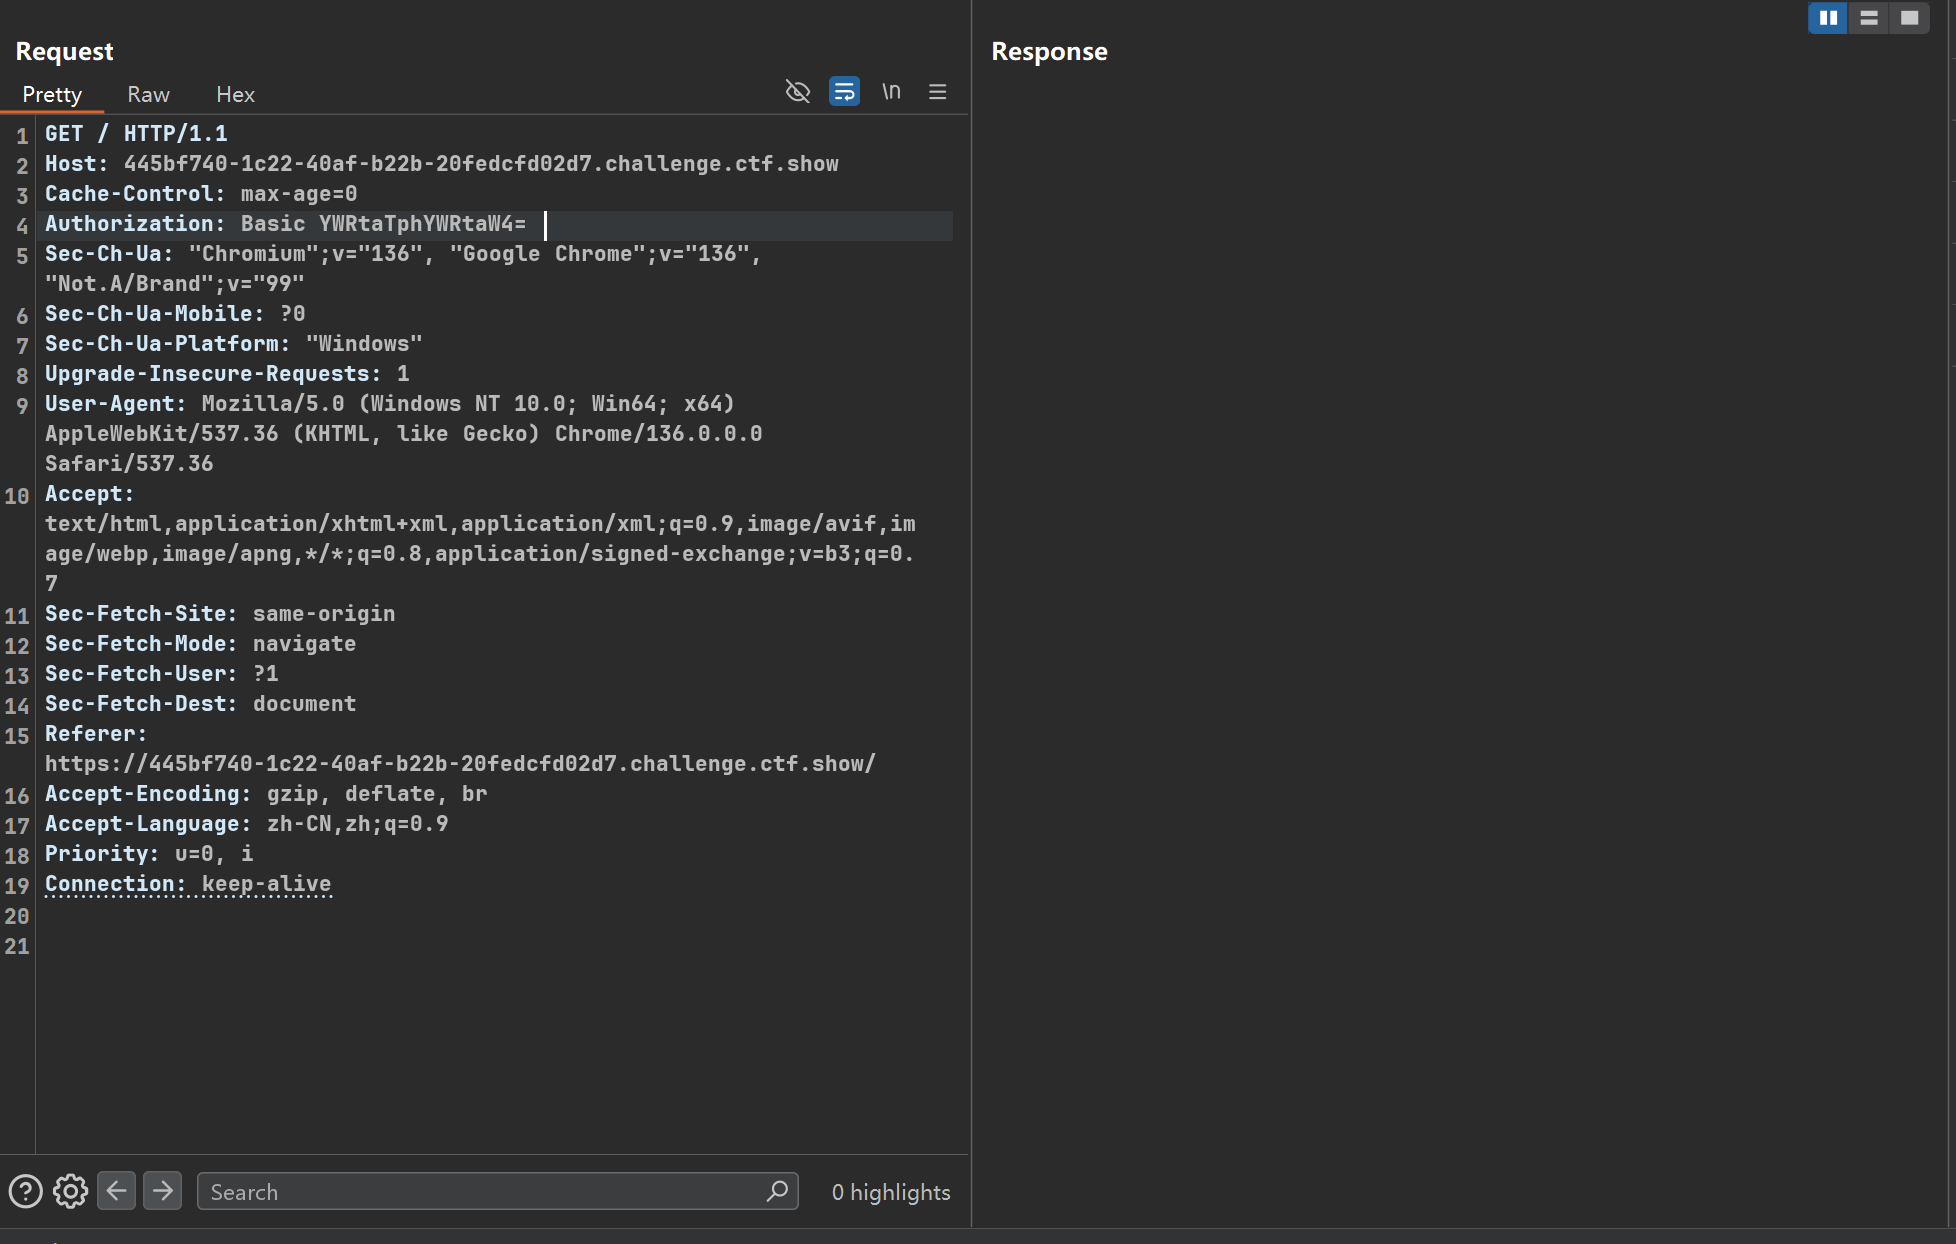 Request
Response
Pretty Raw Hex \n
1 GET / HTTP/1.1
2 Host: 445bf740-1c22-40af-b22b-20fedcfd02d7.challenge.ctf.show
3 Cache-Control: max-age=0
4 Authorization: Basic YWRtaTphYWRtaW4=
5 Sec-Ch-Ua: "Chromium";v="136", "Google Chrome";v="136",
"Not.A/Brand";v="99"
6 Sec-Ch-Ua-Mobile: ?0
7 Sec-Ch-Ua-Platform: "Windows"
8 Upgrade-Insecure-Requests: 1
9 User-Agent: Mozilla/5.0 (Windows NT 10.0; Win64; x64)
AppleWebKit/537.36 (KHTML, like Gecko) Chrome/136.0.0.0
Safari/537.36
10 Accept:
text/html,application/xhtml+xml,application/xml;q=0.9,image/avif,im
age/webp,image/apng,*/*;q=0.8,application/signed-exchange;v=b3;q=0.
7
11 Sec-Fetch-Site: same-origin
12 Sec-Fetch-Mode: navigate
13 Sec-Fetch-User: ?1
14 Sec-Fetch-Dest: document
15 Referer:
https://445bf740-1c22-40af-b22b-20fedcfd02d7.challenge.ctf.show/
16 Accept-Encoding: gzip, deflate, br
17 Accept-Language: zh-CN,zh;q=0.9
18 Priority: u=0, i
19 Connection: keep-alive
20
21
Search
0 highlights